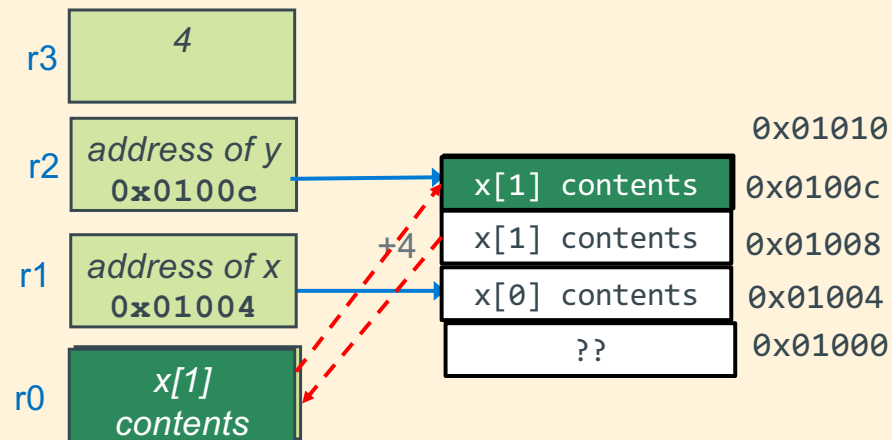 r3
4
r2
address of y
0x0100c
r1
address of x
0x01004
r0
x[1]
contents
+4
0x01010
x[1] contents
0x0100c
x[1] contents
0x01008
x[0] contents
0x01004
??
0x01000